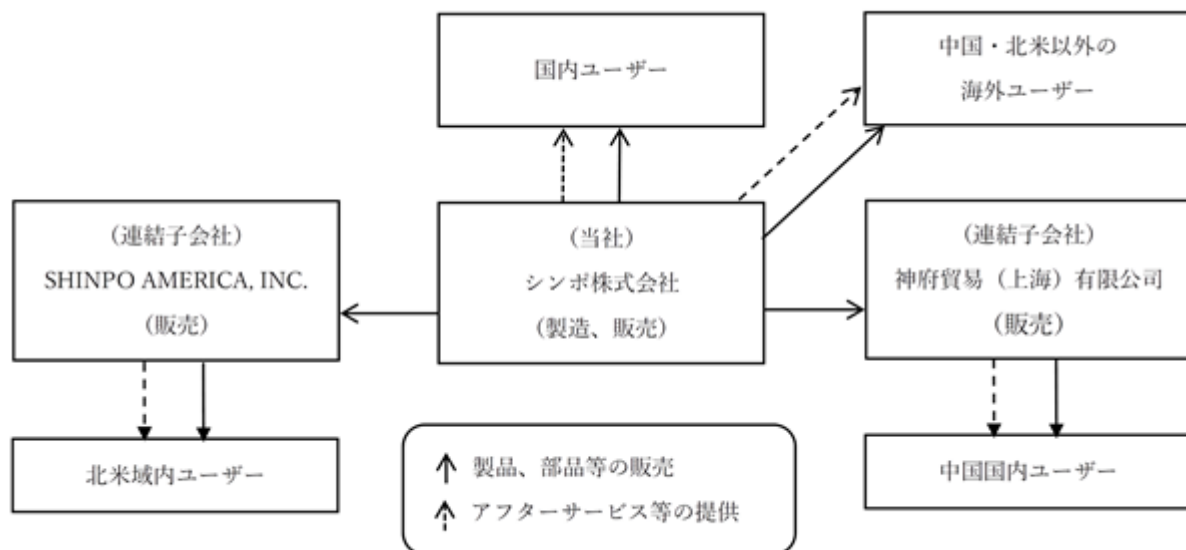 国内ユーザー
中国・北米以外の
海外ユーザー
（連結子会社）
SHINPO AMERICA, INC.
（販売）
（当社）
シンポ株式会社
（製造、販売）
（連結子会社）
神府貿易（上海）有限公司
（販売）
北米域内ユーザー
製品、部品等の販売
アフターサービス等の提供
中国国内ユーザー